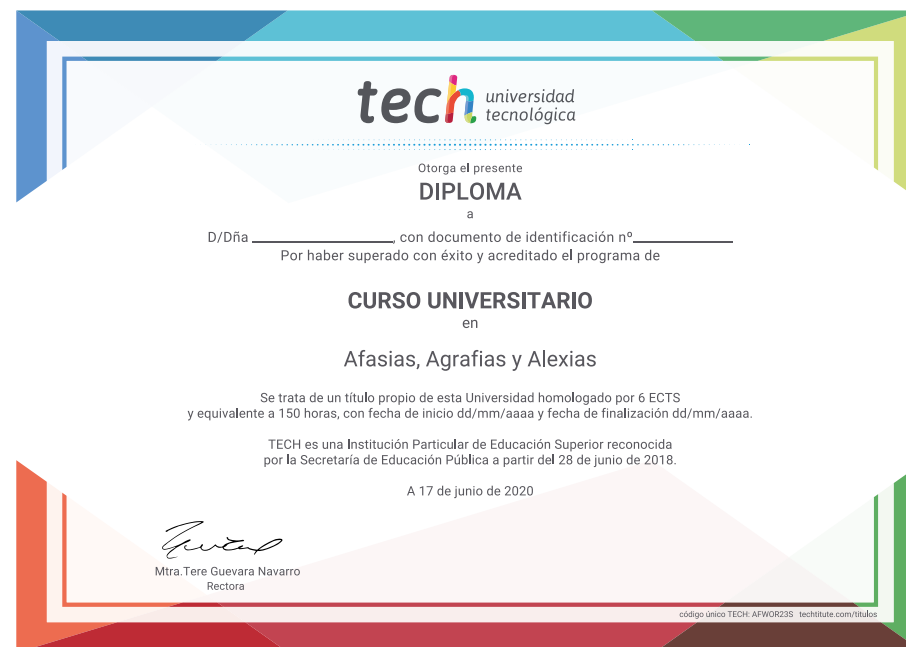 tech universidad
tecnológica
Otorga el presente
DIPLOMA
a
D/Dña ____________________, con documento de identificación nº______________
Por haber superado con éxito y acreditado el programa de
CURSO UNIVERSITARIO
en
Afasias, Agrafias y Alexias
Se trata de un título propio de esta Universidad homologado por 6 ECTS
y equivalente a 150 horas, con fecha de inicio dd/mm/aaaa y fecha de finalización dd/mm/aaaa.
TECH es una Institución Particular de Educación Superior reconocida
por la Secretaría de Educación Pública a partir del 28 de junio de 2018.
A 17 de junio de 2020
Mtra.Tere Guevara Navarro
Rectora
código único TECH: AFWOR23S techtitute.com/titulos